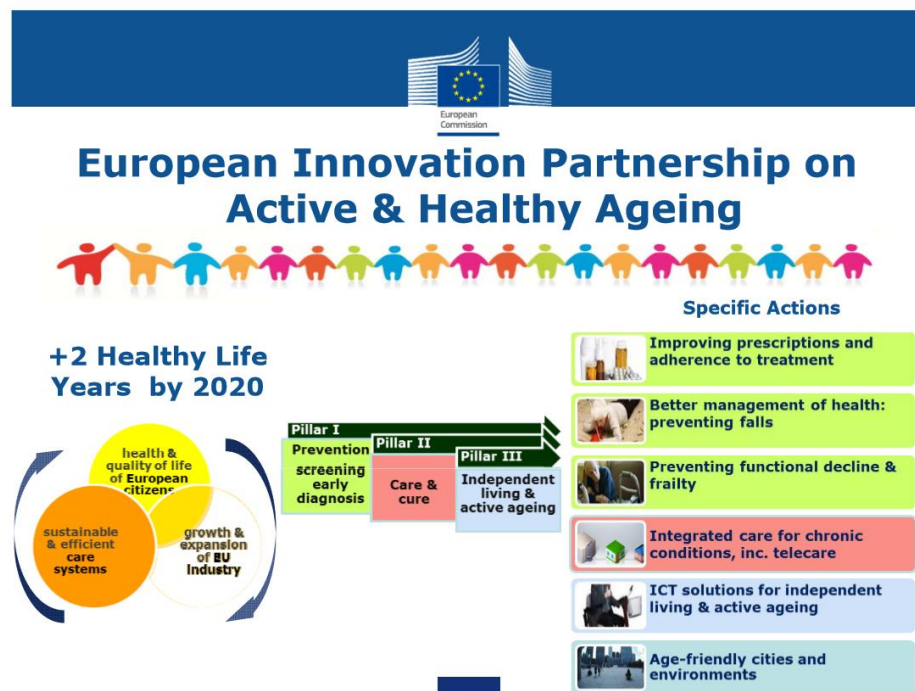 European
Commission
European Innovation Partnership on
Active & Healthy Ageing
+2 Healthy Life
Years by 2020
health &
quality of life
of European
citizens
sustainable
& efficient
care
systems
growth &
expansion
of EU
Industry
Pillar I
Prevention
screening
early
diagnosis
Pillar II
Care &
cure
Pillar III
Independent
living &
active ageing
Specific Actions
Improving prescriptions and
adherence to treatment
Better management of health:
preventing falls
Preventing functional decline &
frailty
Integrated care for chronic
conditions, inc. telecare
ICT solutions for independent
living & active ageing
Age-friendly cities and
environments